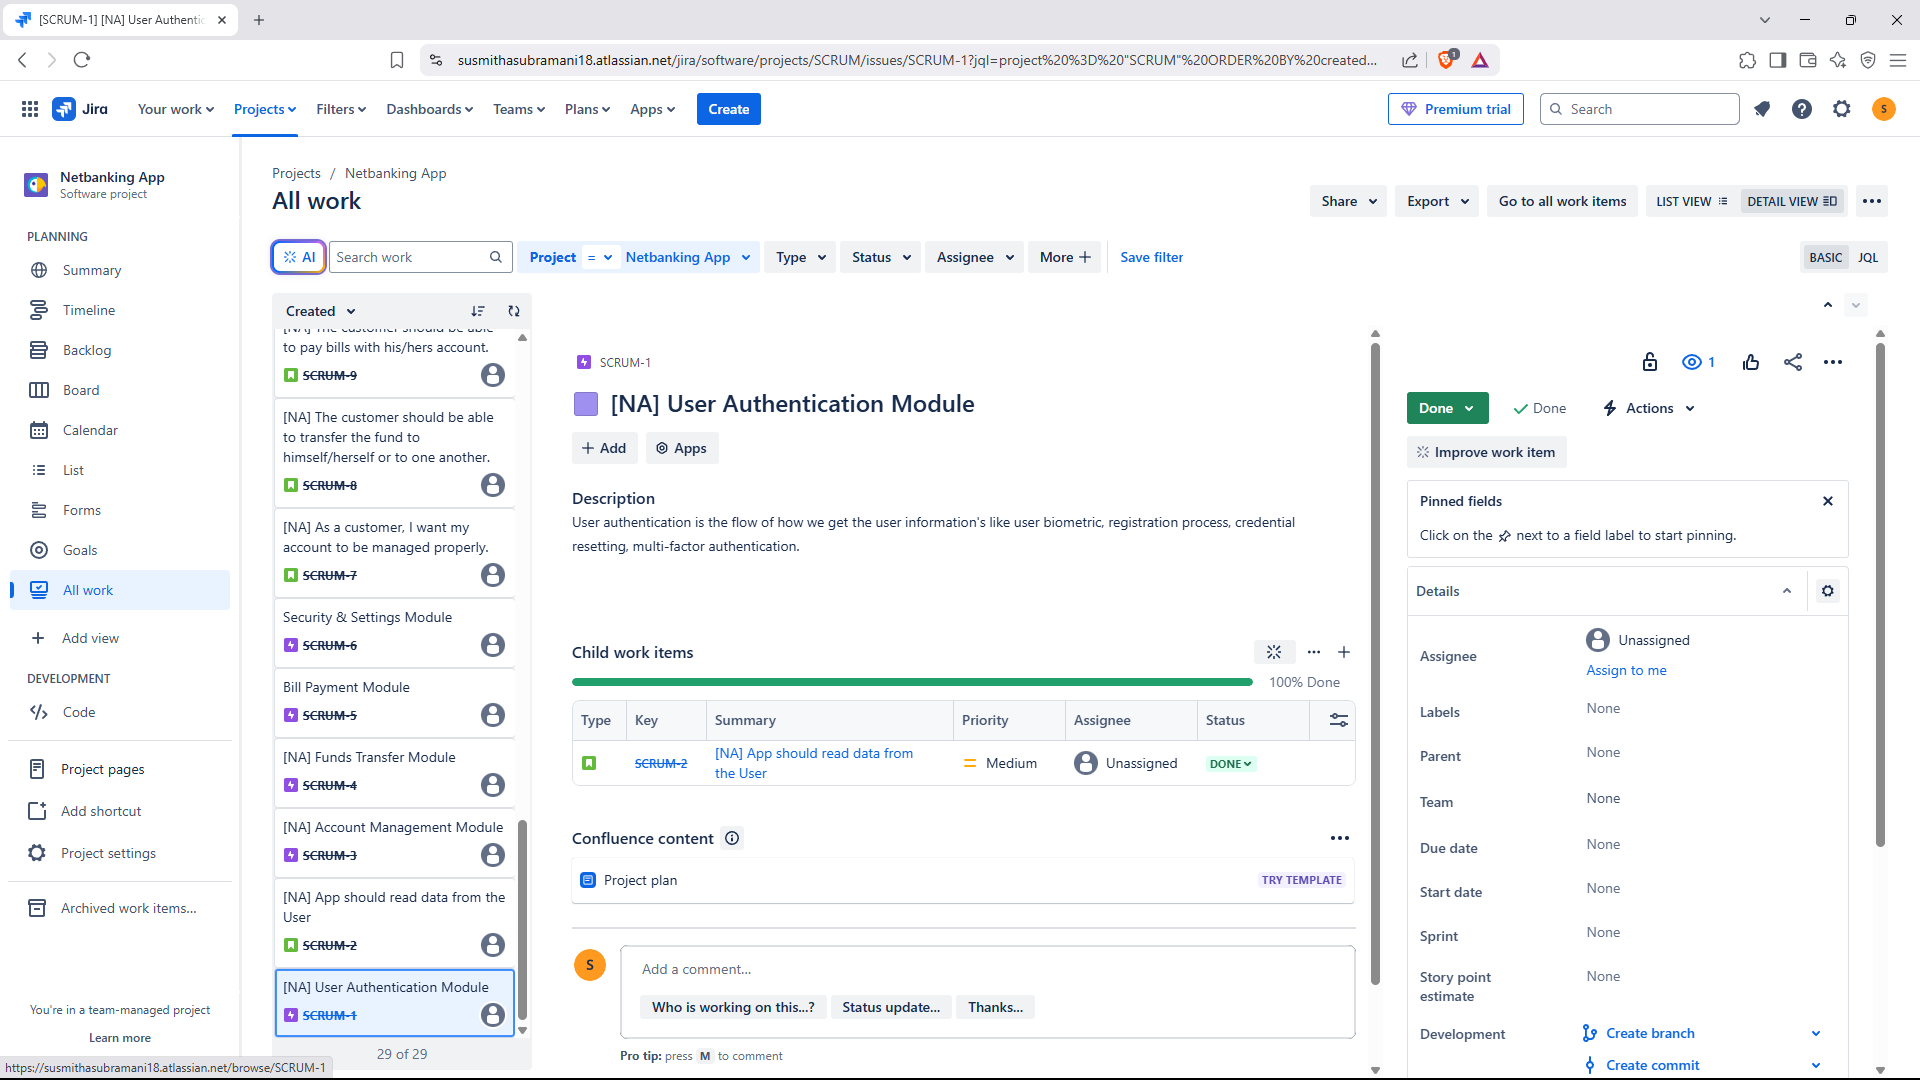 [SCRUM-1] [NA] User Authentic
susmithasubramani18.atlassian.net/jira/software/projects/SCRUM/issues/SCRUM-1?jql=project%20%3D%20"SCRUM"%20ORDER%20BY%20created...
1
Jira
Your work
Projects
Filters
Dashboards
Teams
Plans
Apps
Create
Premium trial
Search
S
Netbanking App
Software project
PLANNING
Summary
Timeline
Backlog
Board
Calendar
List
Forms
Goals
All work
Add view
DEVELOPMENT
Code
Project pages
Add shortcut
Project settings
Archived work items...
You're in a team-managed project
Learn more
https://susmithasubramani18.atlassian.net/browse/SCRUM-1
Projects / Netbanking App
All work
Share
Export
Go to all work items
LIST VIEW
DETAIL VIEW
AI
Search work
Project = Netbanking App
Type
Status
Assignee
More
Save filter
BASIC
JQL
Created
[NA] The customer should be able
to pay bills with his/hers account.
SCRUM-9
[NA] The customer should be able
to transfer the fund to
himself/herself or to one another.
SCRUM-8
[NA] As a customer, I want my
account to be managed properly.
SCRUM-7
Security & Settings Module
SCRUM-6
Bill Payment Module
SCRUM-5
[NA] Funds Transfer Module
SCRUM-4
[NA] Account Management Module
SCRUM-3
[NA] App should read data from the
User
SCRUM-2
[NA] User Authentication Module
SCRUM-1
29 of 29
SCRUM-1
[NA] User Authentication Module
Add
Apps
Description
User authentication is the flow of how we get the user information's like user biometric, registration process, credential
resetting, multi-factor authentication.
Child work items
100% Done
Type Key Summary Priority Assignee Status
SCRUM-2
[NA] App should read data from
the User
Medium
Unassigned
DONE
Confluence content
Project plan
TRY TEMPLATE
S
Add a comment...
Who is working on this...?
Status update...
Thanks...
Pro tip: press M to comment
1
Done
Done
Actions
Improve work item
Pinned fields
Click on the next to a field label to start pinning.
Details
Assignee
Unassigned
Assign to me
Labels
None
Parent
None
Team
None
Due date
None
Start date
None
Sprint
None
Story point
estimate
None
Development
Create branch
Create commit